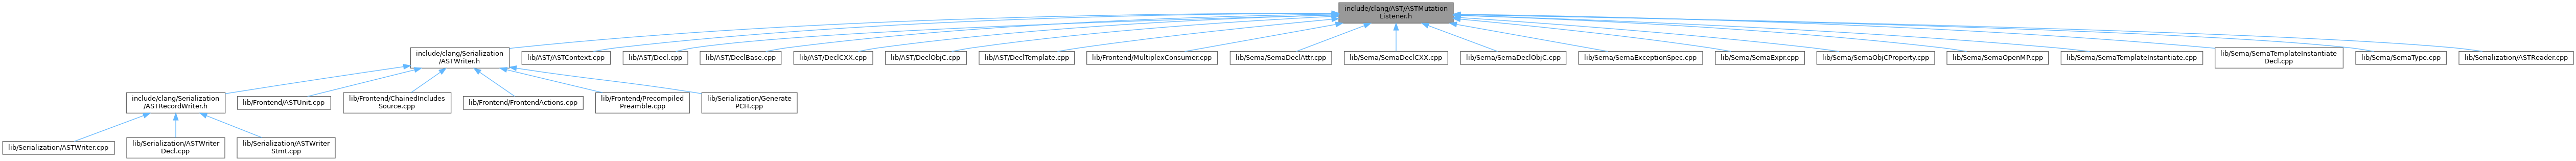 include/clang/AST/ASTMutation
Listener.h
include/clang/Serialization
/ASTWriter.h
lib/AST/ASTContext.cpp
lib/AST/Decl.cpp
lib/AST/DeclBase.cpp
lib/AST/DeclCXX.cpp
lib/AST/DeclObjC.cpp
lib/AST/DeclTemplate.cpp
lib/Frontend/MultiplexConsumer.cpp
lib/Sema/SemaDeclAttr.cpp
lib/Sema/SemaDeclCXX.cpp
lib/Sema/SemaDeclObjC.cpp
lib/Sema/SemaExceptionSpec.cpp
lib/Sema/SemaExpr.cpp
lib/Sema/SemaObjCProperty.cpp
lib/Sema/SemaOpenMP.cpp
lib/Sema/SemaTemplateInstantiate.cpp
lib/Sema/SemaTemplateInstantiate
Decl.cpp
lib/Sema/SemaType.cpp
lib/Serialization/ASTReader.cpp
include/clang/Serialization
/ASTRecordWriter.h
lib/Frontend/ASTUnit.cpp
lib/Frontend/ChainedIncludes
Source.cpp
lib/Frontend/FrontendActions.cpp
lib/Frontend/Precompiled
Preamble.cpp
lib/Serialization/Generate
PCH.cpp
lib/Serialization/ASTWriter.cpp
lib/Serialization/ASTWriter
Decl.cpp
lib/Serialization/ASTWriter
Stmt.cpp